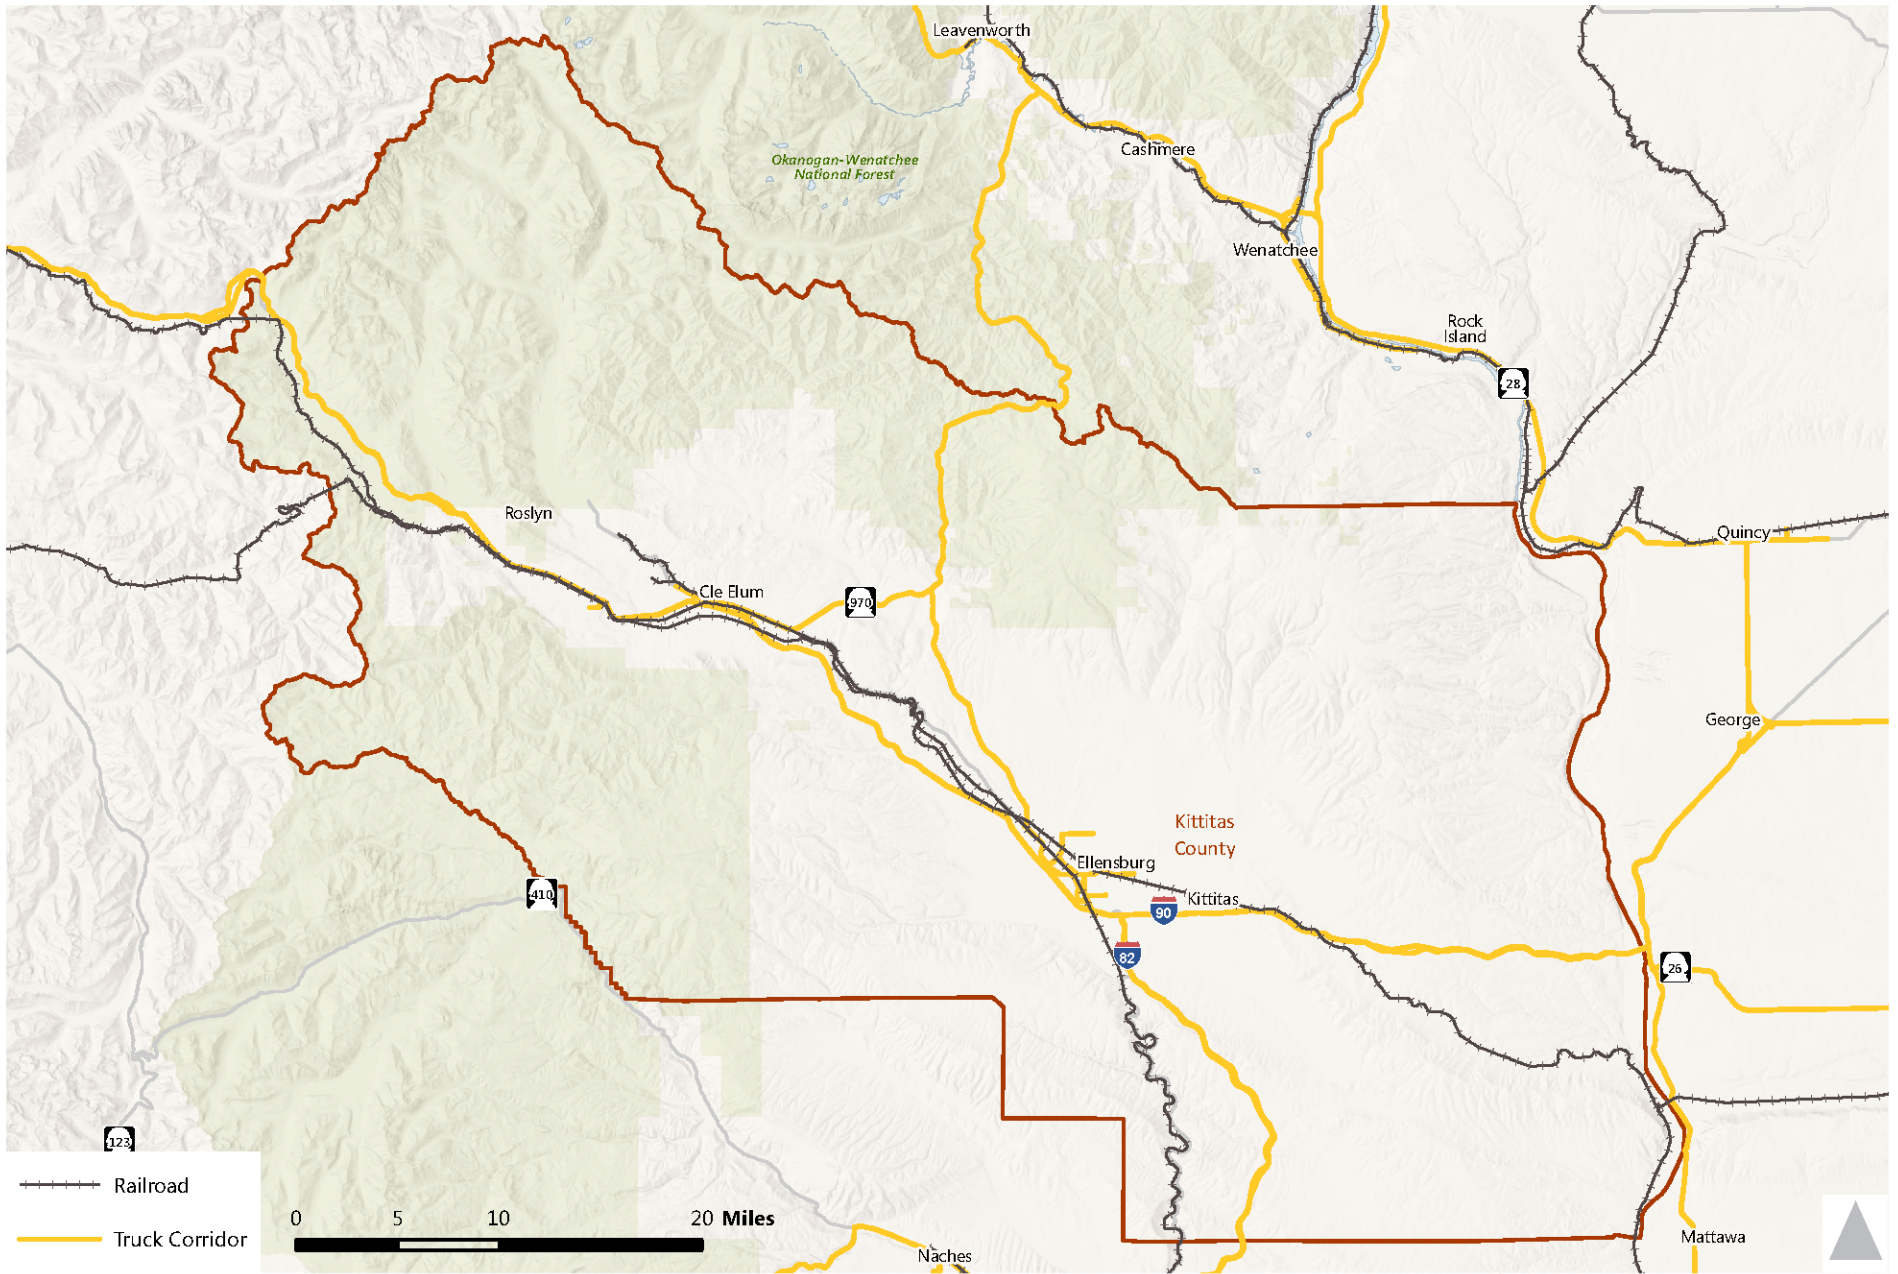 Leavenworth
Cashmere
Okanogan-Wenatchee
National Forest
Wenatchee
Rock
Island
28
Roslyn
Quincy
Cle Elum
970
George
Kittitas
County
Ellensburg
410
Kittitas
90
82
26
123
Railroad
Truck Corridor
0 5 10 20 Miles
Naches
Mattawa